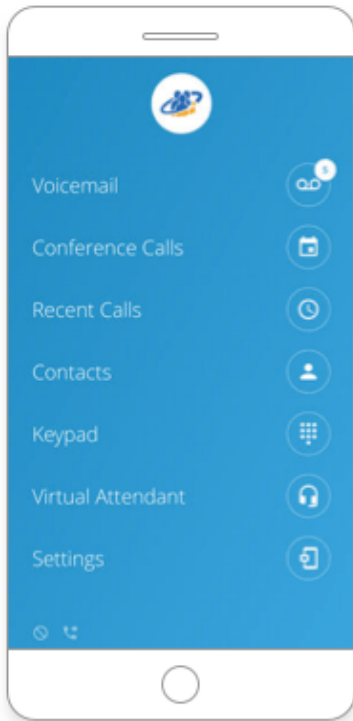 Voicemail
Conference Calls
Recent Calls
Contacts
Keypad
Virtual Attendant
Settings